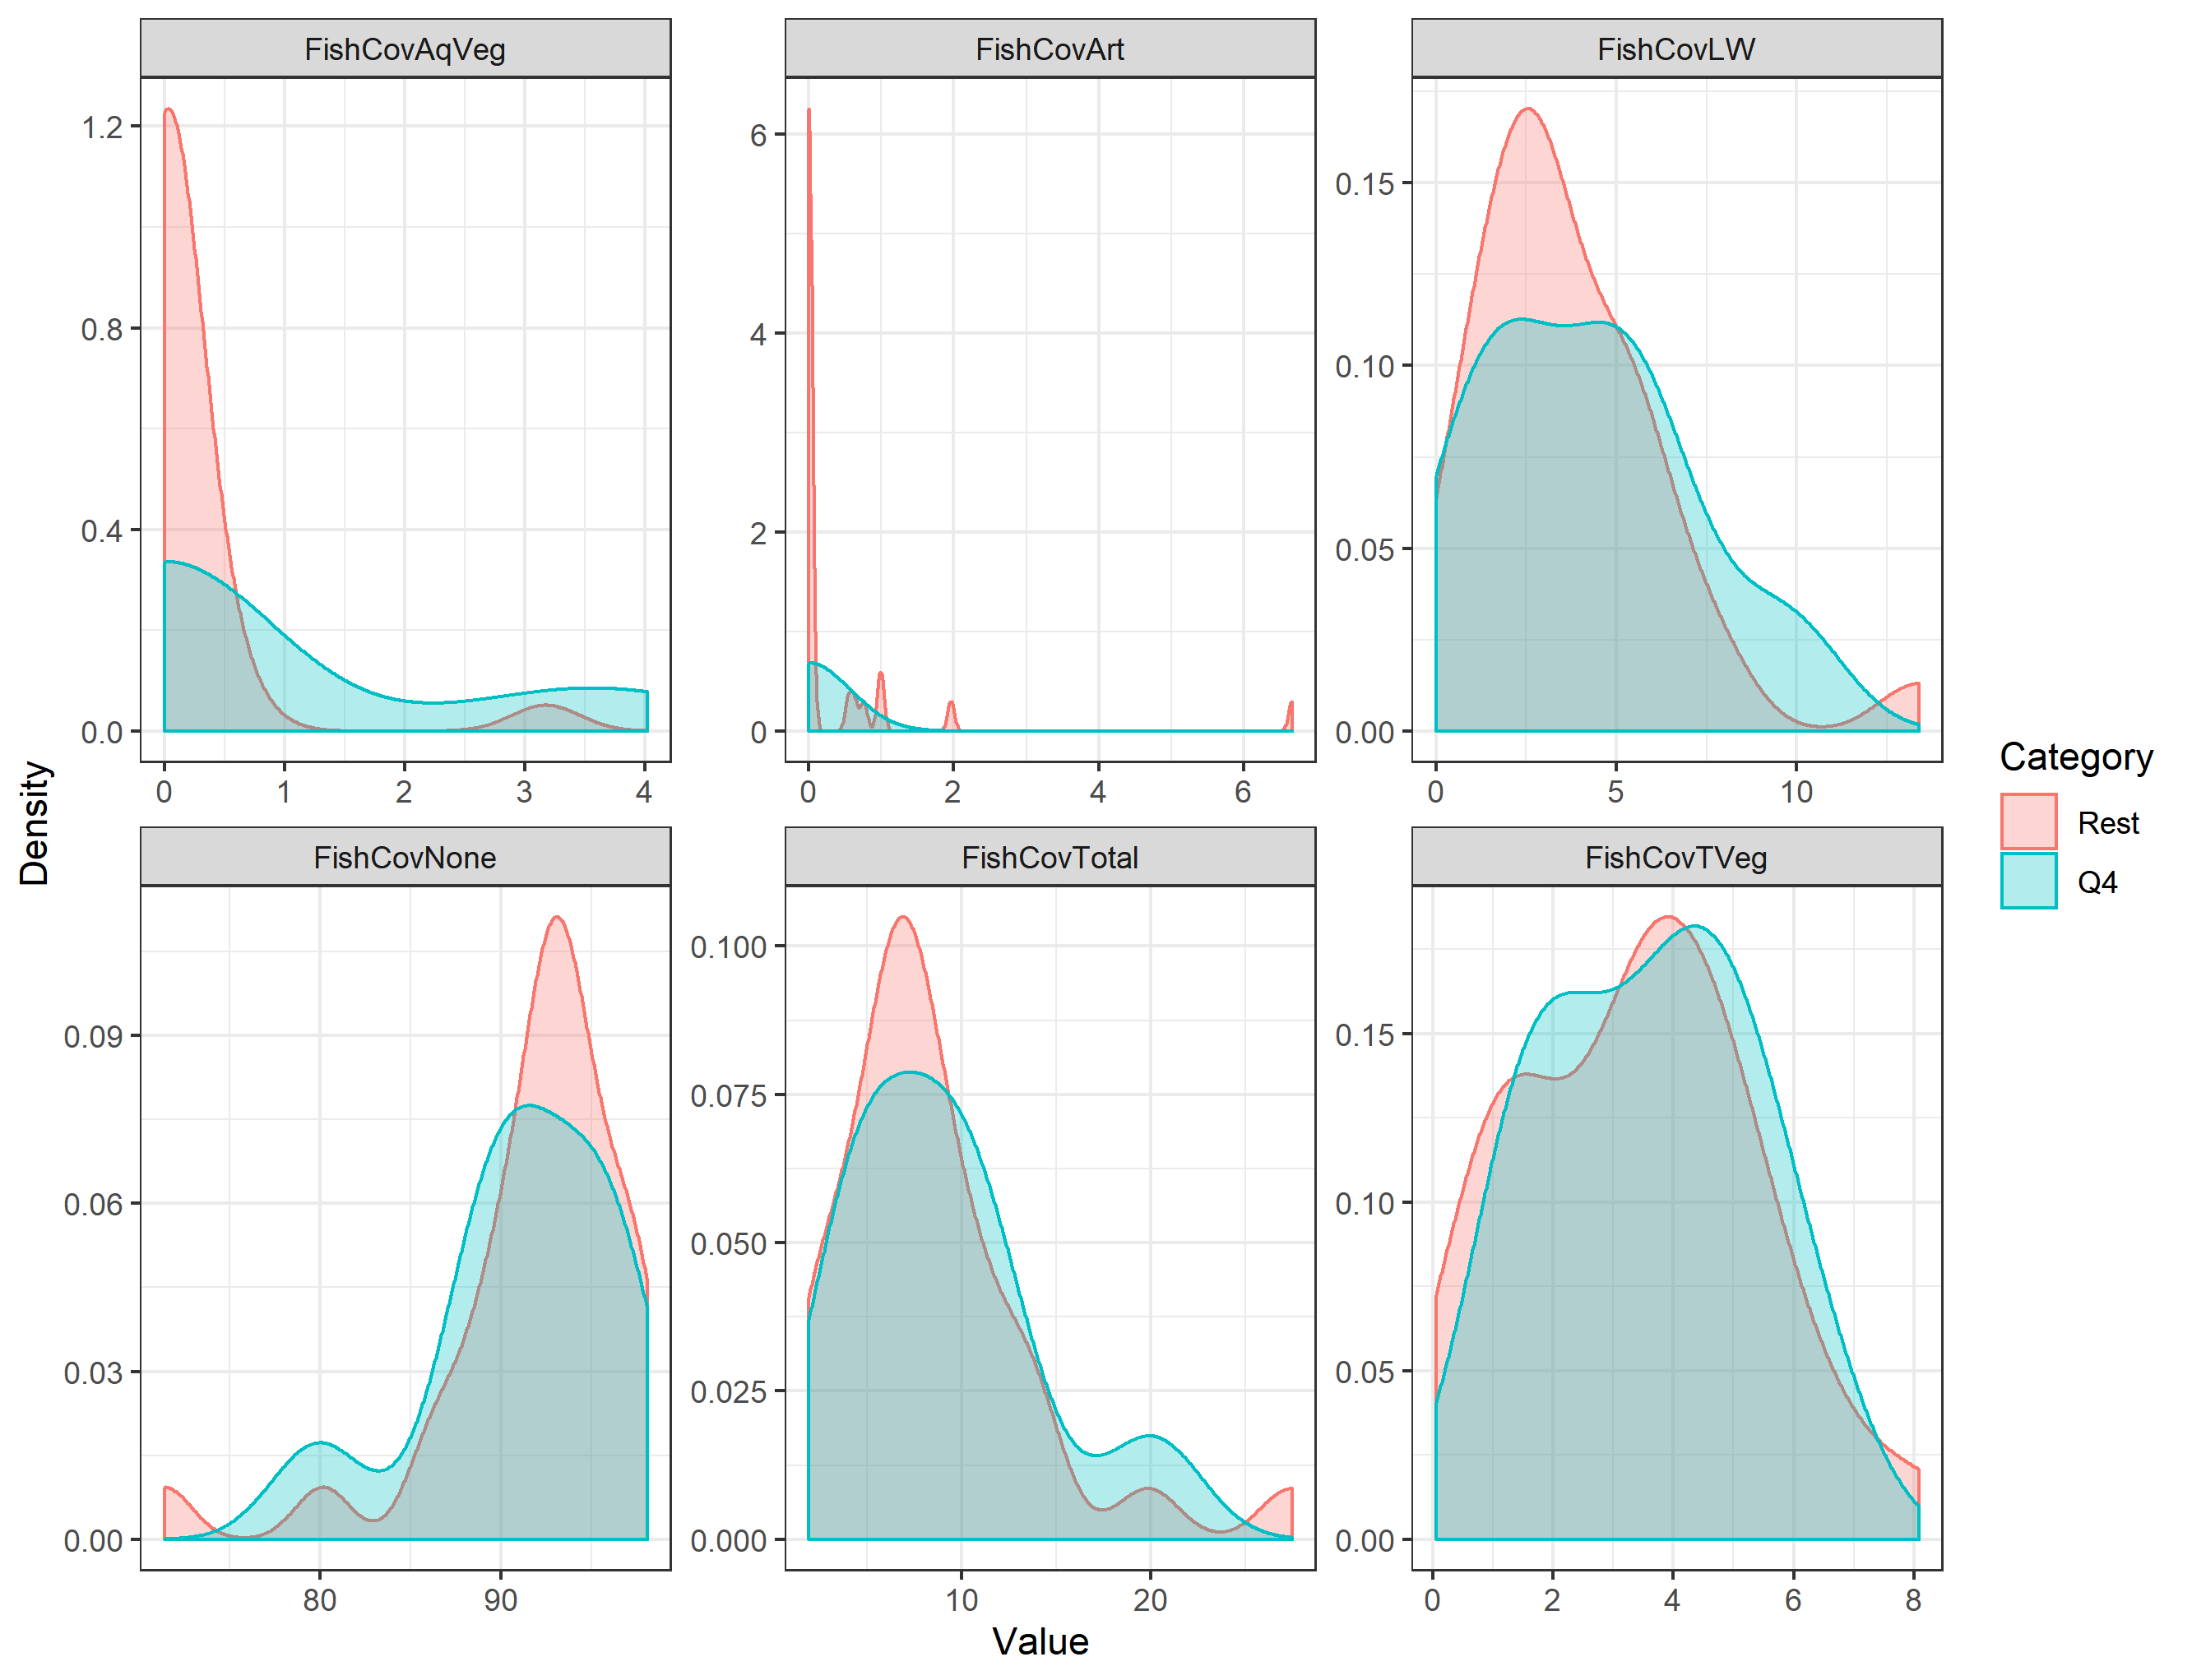 FishCovAqVeg FishCovArt FishCovLW
1.2
0.8
0.4
0.0
6
4
2
0
0.15
0.10
0.05
0.00
0 1 2 3 4
0 2 4 6
0 5 10
Density
FishCovNone FishCovTotal FishCovTVeg
0.09
0.06
0.03
0.00
0.100
0.075
0.050
0.025
0.000
0.15
0.10
0.05
0.00
80 90
10 20
0 2 4 6 8
Value
Category
Rest
Q4